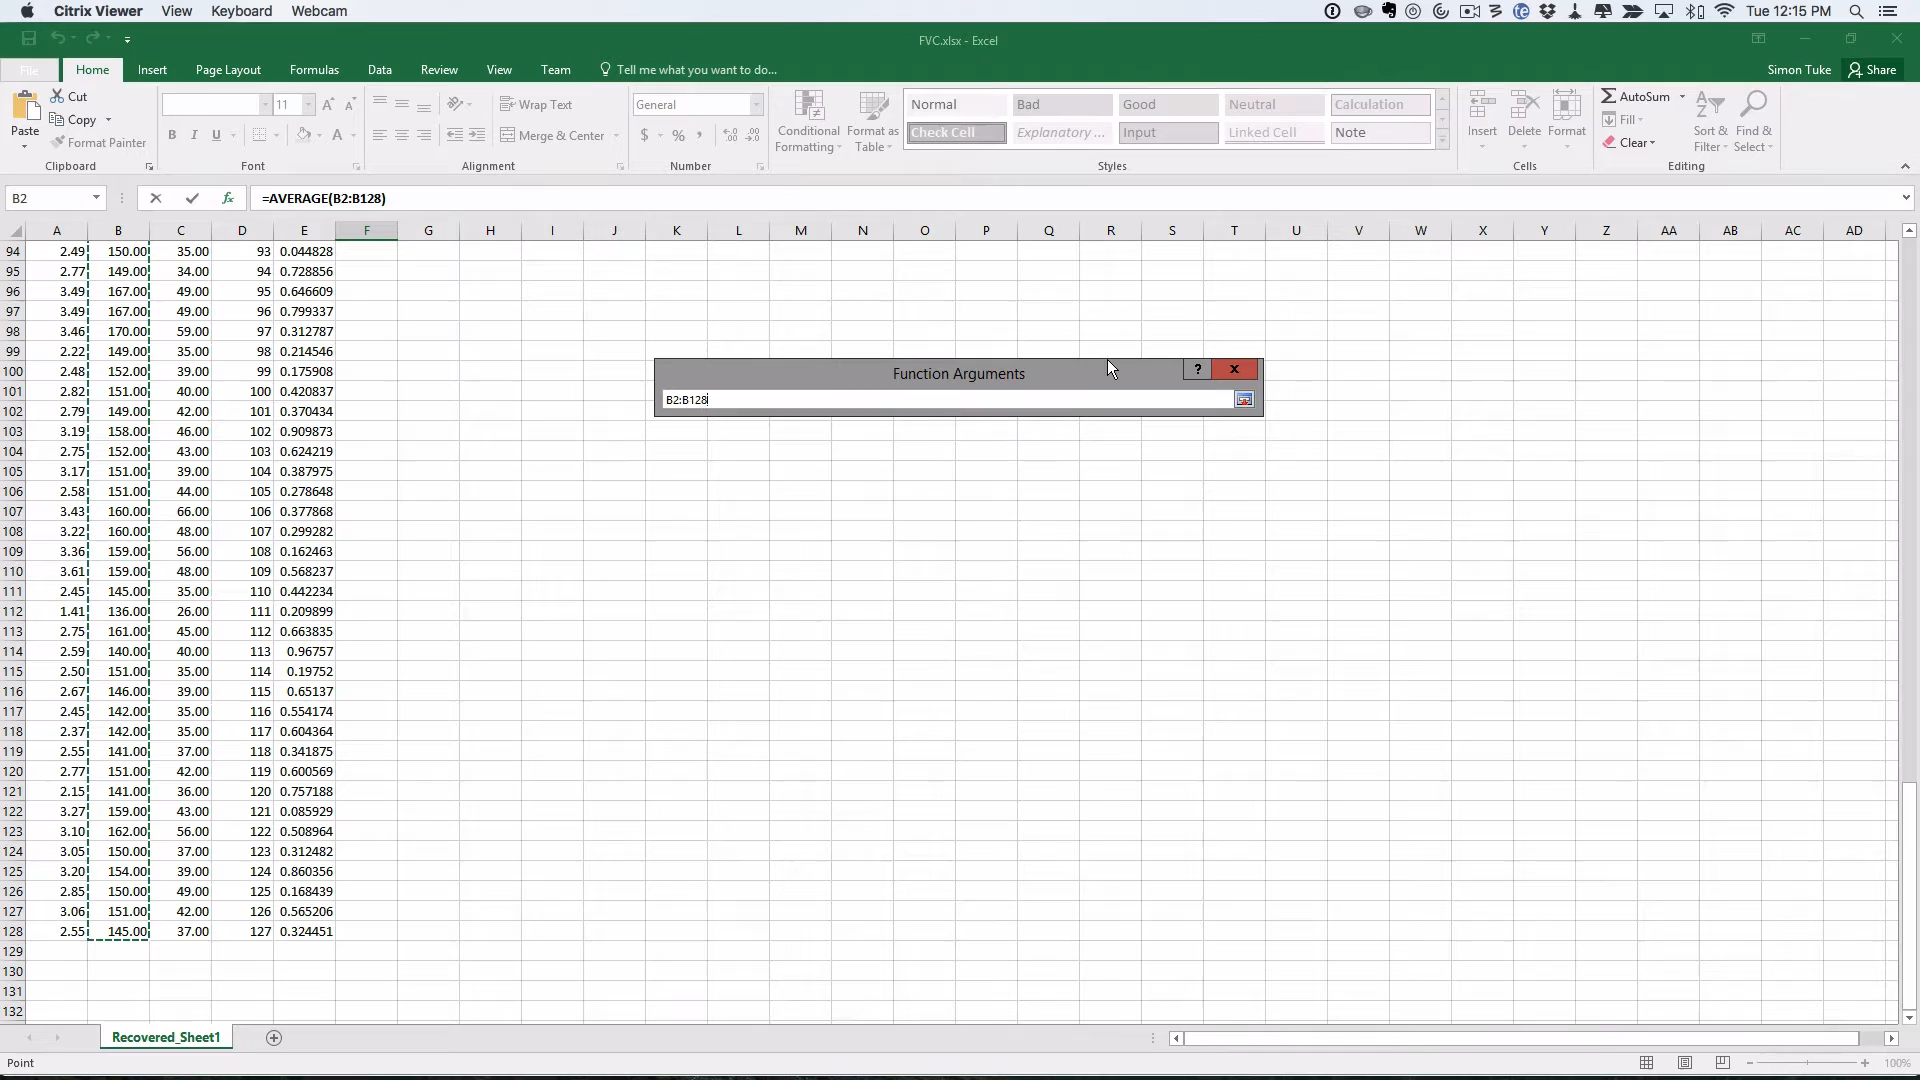 Citrix Viewer View Keyboard Webcam Tue 12:15 PM
FVC.xlsx - Excel
File Home Insert Page Layout Formulas Data Review View Team Tell me what you want to do... Simon Tuke Share
Cut
Copy
Format Painter
Paste
Clipboard
11
Font
Wrap Text
Merge & Center
Alignment
General
$ % ,
Number
Conditional Formatting
Format as Table
Normal Bad Good Neutral Calculation
Check Cell Explanatory ... Input Linked Cell Note
Styles
Insert Delete Format
Cells
AutoSum
Fill
Clear
Sort & Filter
Find & Select
Editing
B2 fx =AVERAGE(B2:B128)
A B C D E F G H I J K L M N O P Q R S T U V W X Y Z AA AB AC AD
94 2.49 150.00 35.00 93 0.044828
95 2.77 149.00 34.00 94 0.728856
96 3.49 167.00 49.00 95 0.646609
97 3.49 167.00 49.00 96 0.799337
98 3.46 170.00 59.00 97 0.312787
99 2.22 149.00 35.00 98 0.214546
100 2.48 152.00 39.00 99 0.175908
101 2.82 151.00 40.00 100 0.420837
102 2.79 149.00 42.00 101 0.370434
103 3.19 158.00 46.00 102 0.909873
104 2.75 152.00 43.00 103 0.624219
105 3.17 151.00 39.00 104 0.387975
106 2.58 151.00 44.00 105 0.278648
107 3.43 160.00 66.00 106 0.377868
108 3.22 160.00 48.00 107 0.299282
109 3.36 159.00 56.00 108 0.162463
110 3.61 159.00 48.00 109 0.568237
111 2.45 145.00 35.00 110 0.442234
112 1.41 136.00 26.00 111 0.209899
113 2.75 161.00 45.00 112 0.663835
114 2.59 140.00 40.00 113 0.96757
115 2.50 151.00 35.00 114 0.19752
116 2.67 146.00 39.00 115 0.65137
117 2.45 142.00 35.00 116 0.554174
118 2.37 142.00 35.00 117 0.604364
119 2.55 141.00 37.00 118 0.341875
120 2.77 151.00 42.00 119 0.600569
121 2.15 141.00 36.00 120 0.757188
122 3.27 159.00 43.00 121 0.085929
123 3.10 162.00 56.00 122 0.508964
124 3.05 150.00 37.00 123 0.312482
125 3.20 154.00 39.00 124 0.860356
126 2.85 150.00 49.00 125 0.168439
127 3.06 151.00 42.00 126 0.565206
128 2.55 145.00 37.00 127 0.324451
129
130
131
132
Function Arguments ? X
B2:B128
Recovered_Sheet1
Point 100%